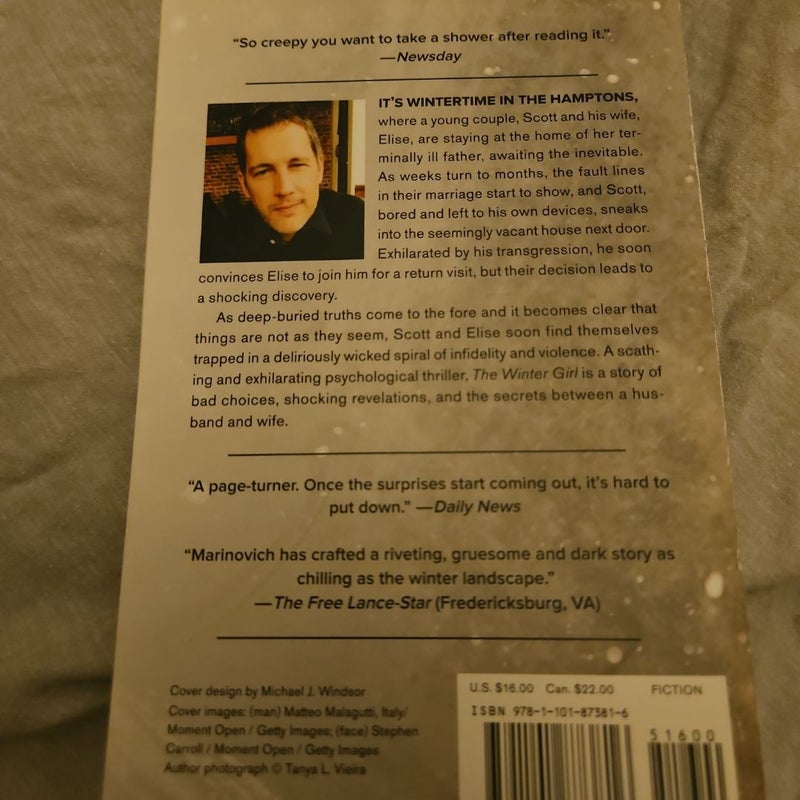 “So creepy you want to take a shower after reading it.”
—Newsday
IT’S WINTERTIME IN THE HAMPTONS,
where a young couple, Scott and his wife,
Elise, are staying at the home of her ter-
minally ill father, awaiting the inevitable.
As weeks turn to months, the fault lines
in their marriage start to show, and Scott,
bored and left to his own devices, sneaks
into the seemingly vacant house next door.
Exhilarated by his transgression, he soon
convinces Elise to join him for a return visit, but their decision leads to
a shocking discovery.
As deep-buried truths come to the fore and it becomes clear that
things are not as they seem, Scott and Elise soon find themselves
trapped in a deliriously wicked spiral of infidelity and violence. A scath-
ing and exhilarating psychological thriller, The Winter Girl is a story of
bad choices, shocking revelations, and the secrets between a hus-
band and wife.
“A page-turner. Once the surprises start coming out, it’s hard to
put down.” —Daily News
“Marinovich has crafted a riveting, gruesome and dark story as
chilling as the winter landscape.”
—The Free Lance-Star (Fredericksburg, VA)
Cover design by Michael J. Windsor
Cover images: (man) Matteo Malagutti, Italy/
Moment Open / Getty Images; (face) Stephen
Carroll / Moment Open / Getty Images
Author photograph © Tanya L. Vieira
U.S. $16.00 Can. $22.00 FICTION
ISBN 978-1-101-87381-6
51600